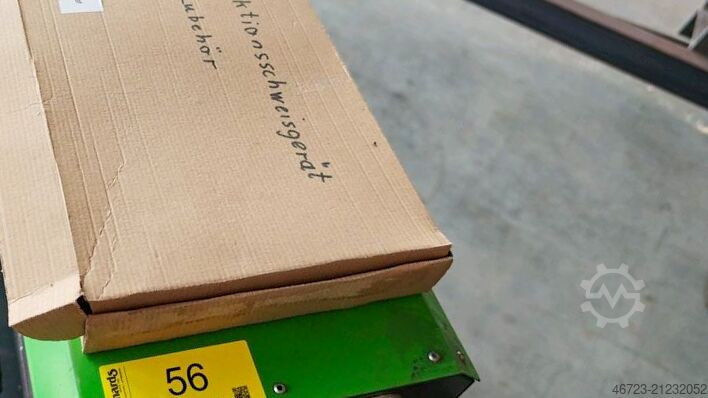 ktionsschweisgerät
ubehör
56
46723-21232052